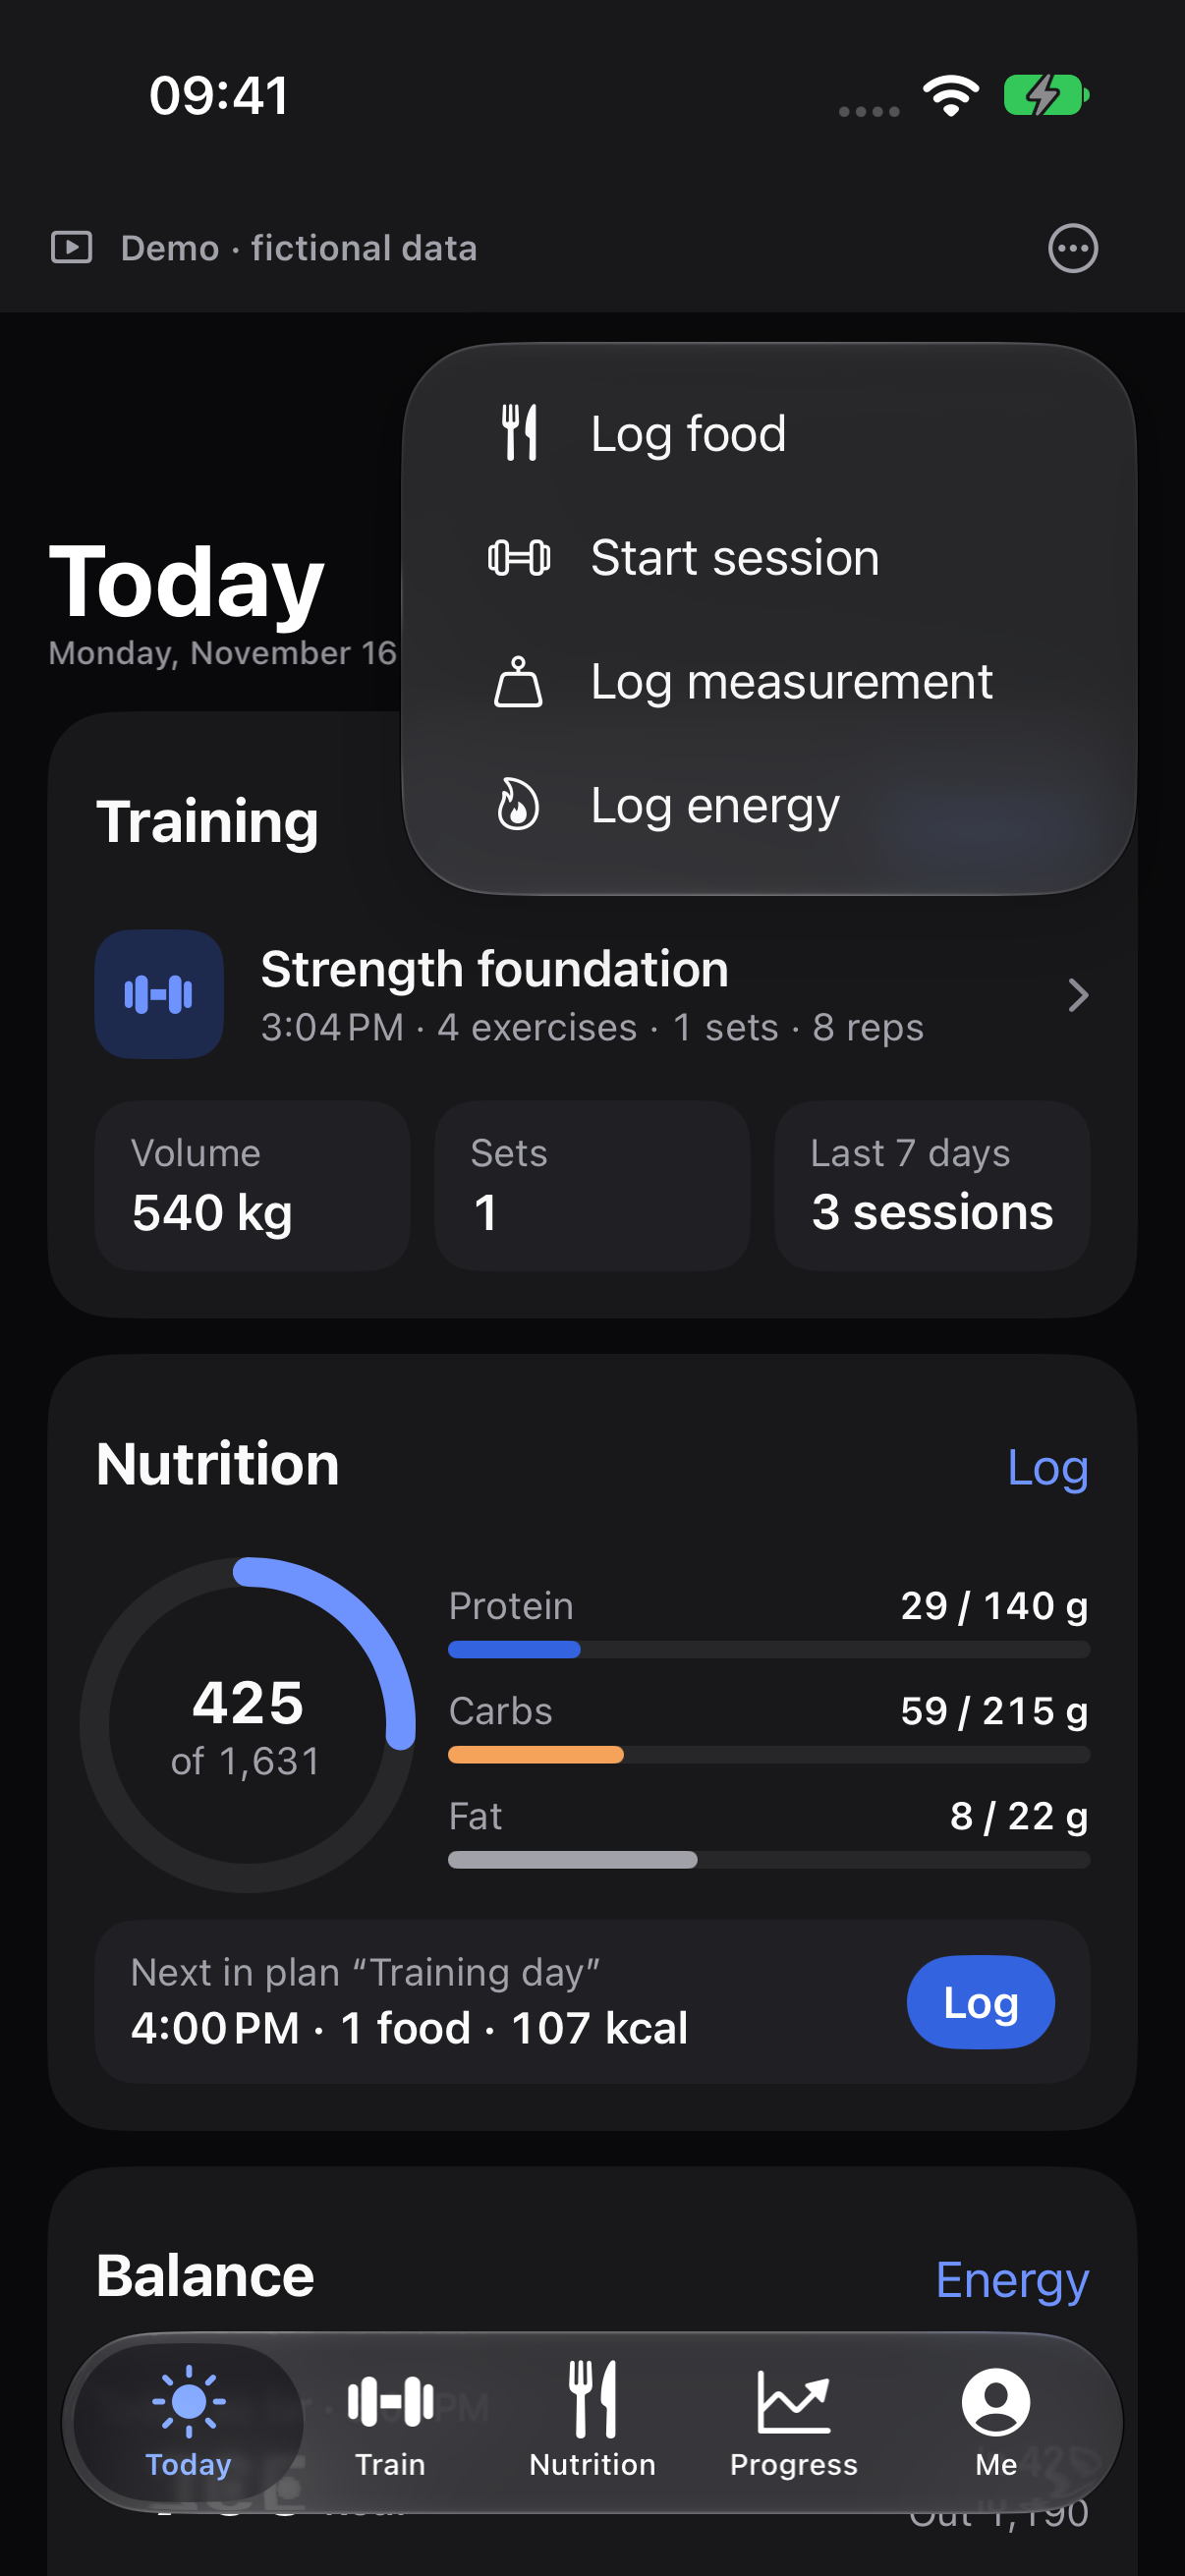 09:41
Demo · fictional data
Log food
Start session
Log measurement
Log energy
Today
Monday, November 16
Training
Strength foundation
3:04 PM · 4 exercises · 1 sets · 8 reps
Volume
540 kg
Sets
1
Last 7 days
3 sessions
Nutrition
Log
425
of 1,631
Protein
29 / 140 g
Carbs
59 / 215 g
Fat
8 / 22 g
Next in plan “Training day”
4:00 PM · 1 food · 107 kcal
Log
Balance
Energy
Today
Train
Nutrition
Progress
Me